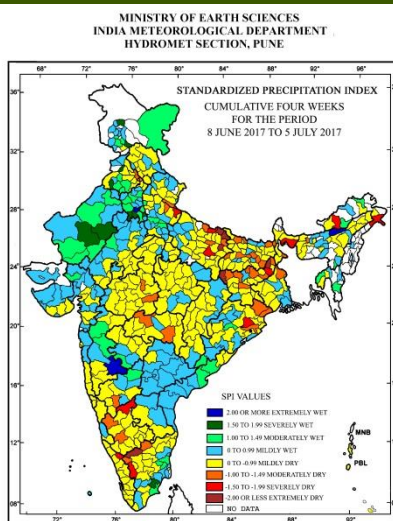 MINISTRY OF EARTH SCIENCES
INDIA METEOROLOGICAL DEPARTMENT
HYDROMET SECTION, PUNE
68° 72° 76° 80° 84° 88° 92° 96°
36°
STANDARDIZED PRECIPITATION INDEX
CUMULATIVE FOUR WEEKS
FOR THE PERIOD
8 JUNE 2017 TO 5 JULY 2017
32°
28°
24°
20°
16°
12°
08°
SPI VALUES
2.00 OR MORE EXTREMELY WET
1.50 TO 1.99 SEVERELY WET
1.00 TO 1.49 MODERATELY WET
0 TO 0.99 MILDLY WET
0 TO -0.99 MILDLY DRY
-1.00 TO -1.49 MODERATELY DRY
-1.50 TO -1.99 SEVERELY DRY
-2.00 OR LESS EXTREMELY DRY
NO DATA
MNB
PBL
72° 76° 80° 84° 88° 92°